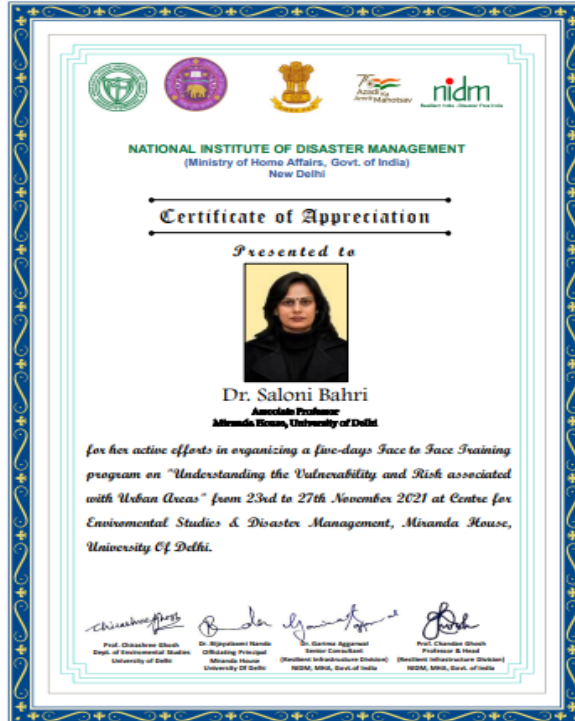 75
Azadi Ka
Amrit Mahotsav
nidm
Resilient India - Disaster Free India
NATIONAL INSTITUTE OF DISASTER MANAGEMENT
(Ministry of Home Affairs, Govt. of India)
New Delhi
Certificate of Appreciation
Presented to
Dr. Saloni Bahri
Associate Professor
Miranda House, University of Delhi
for her active efforts in organizing a five-days Face to Face Training
program on "Understanding the Vulnerability and Risk associated
with Urban Areas" from 23rd to 27th November 2021 at Centre for
Enviromental Studies & Disaster Management, Miranda House,
University Of Delhi.
Chirashree Ghosh
Prof. Chirashree Ghosh
Dept. of Environmental Studies
University of Delhi
Dr. Bijayalaxmi Nanda
Officiating Principal
Miranda House
University Of Delhi
Dr. Garima Aggarwal
Senior Consultant
(Resilient Infrastructure Division)
NIDM, MHA, Govt.of India
Prof. Chandan Ghosh
Professor & Head
(Resilient Infrastructure Division)
NIDM, MHA, Govt. of India